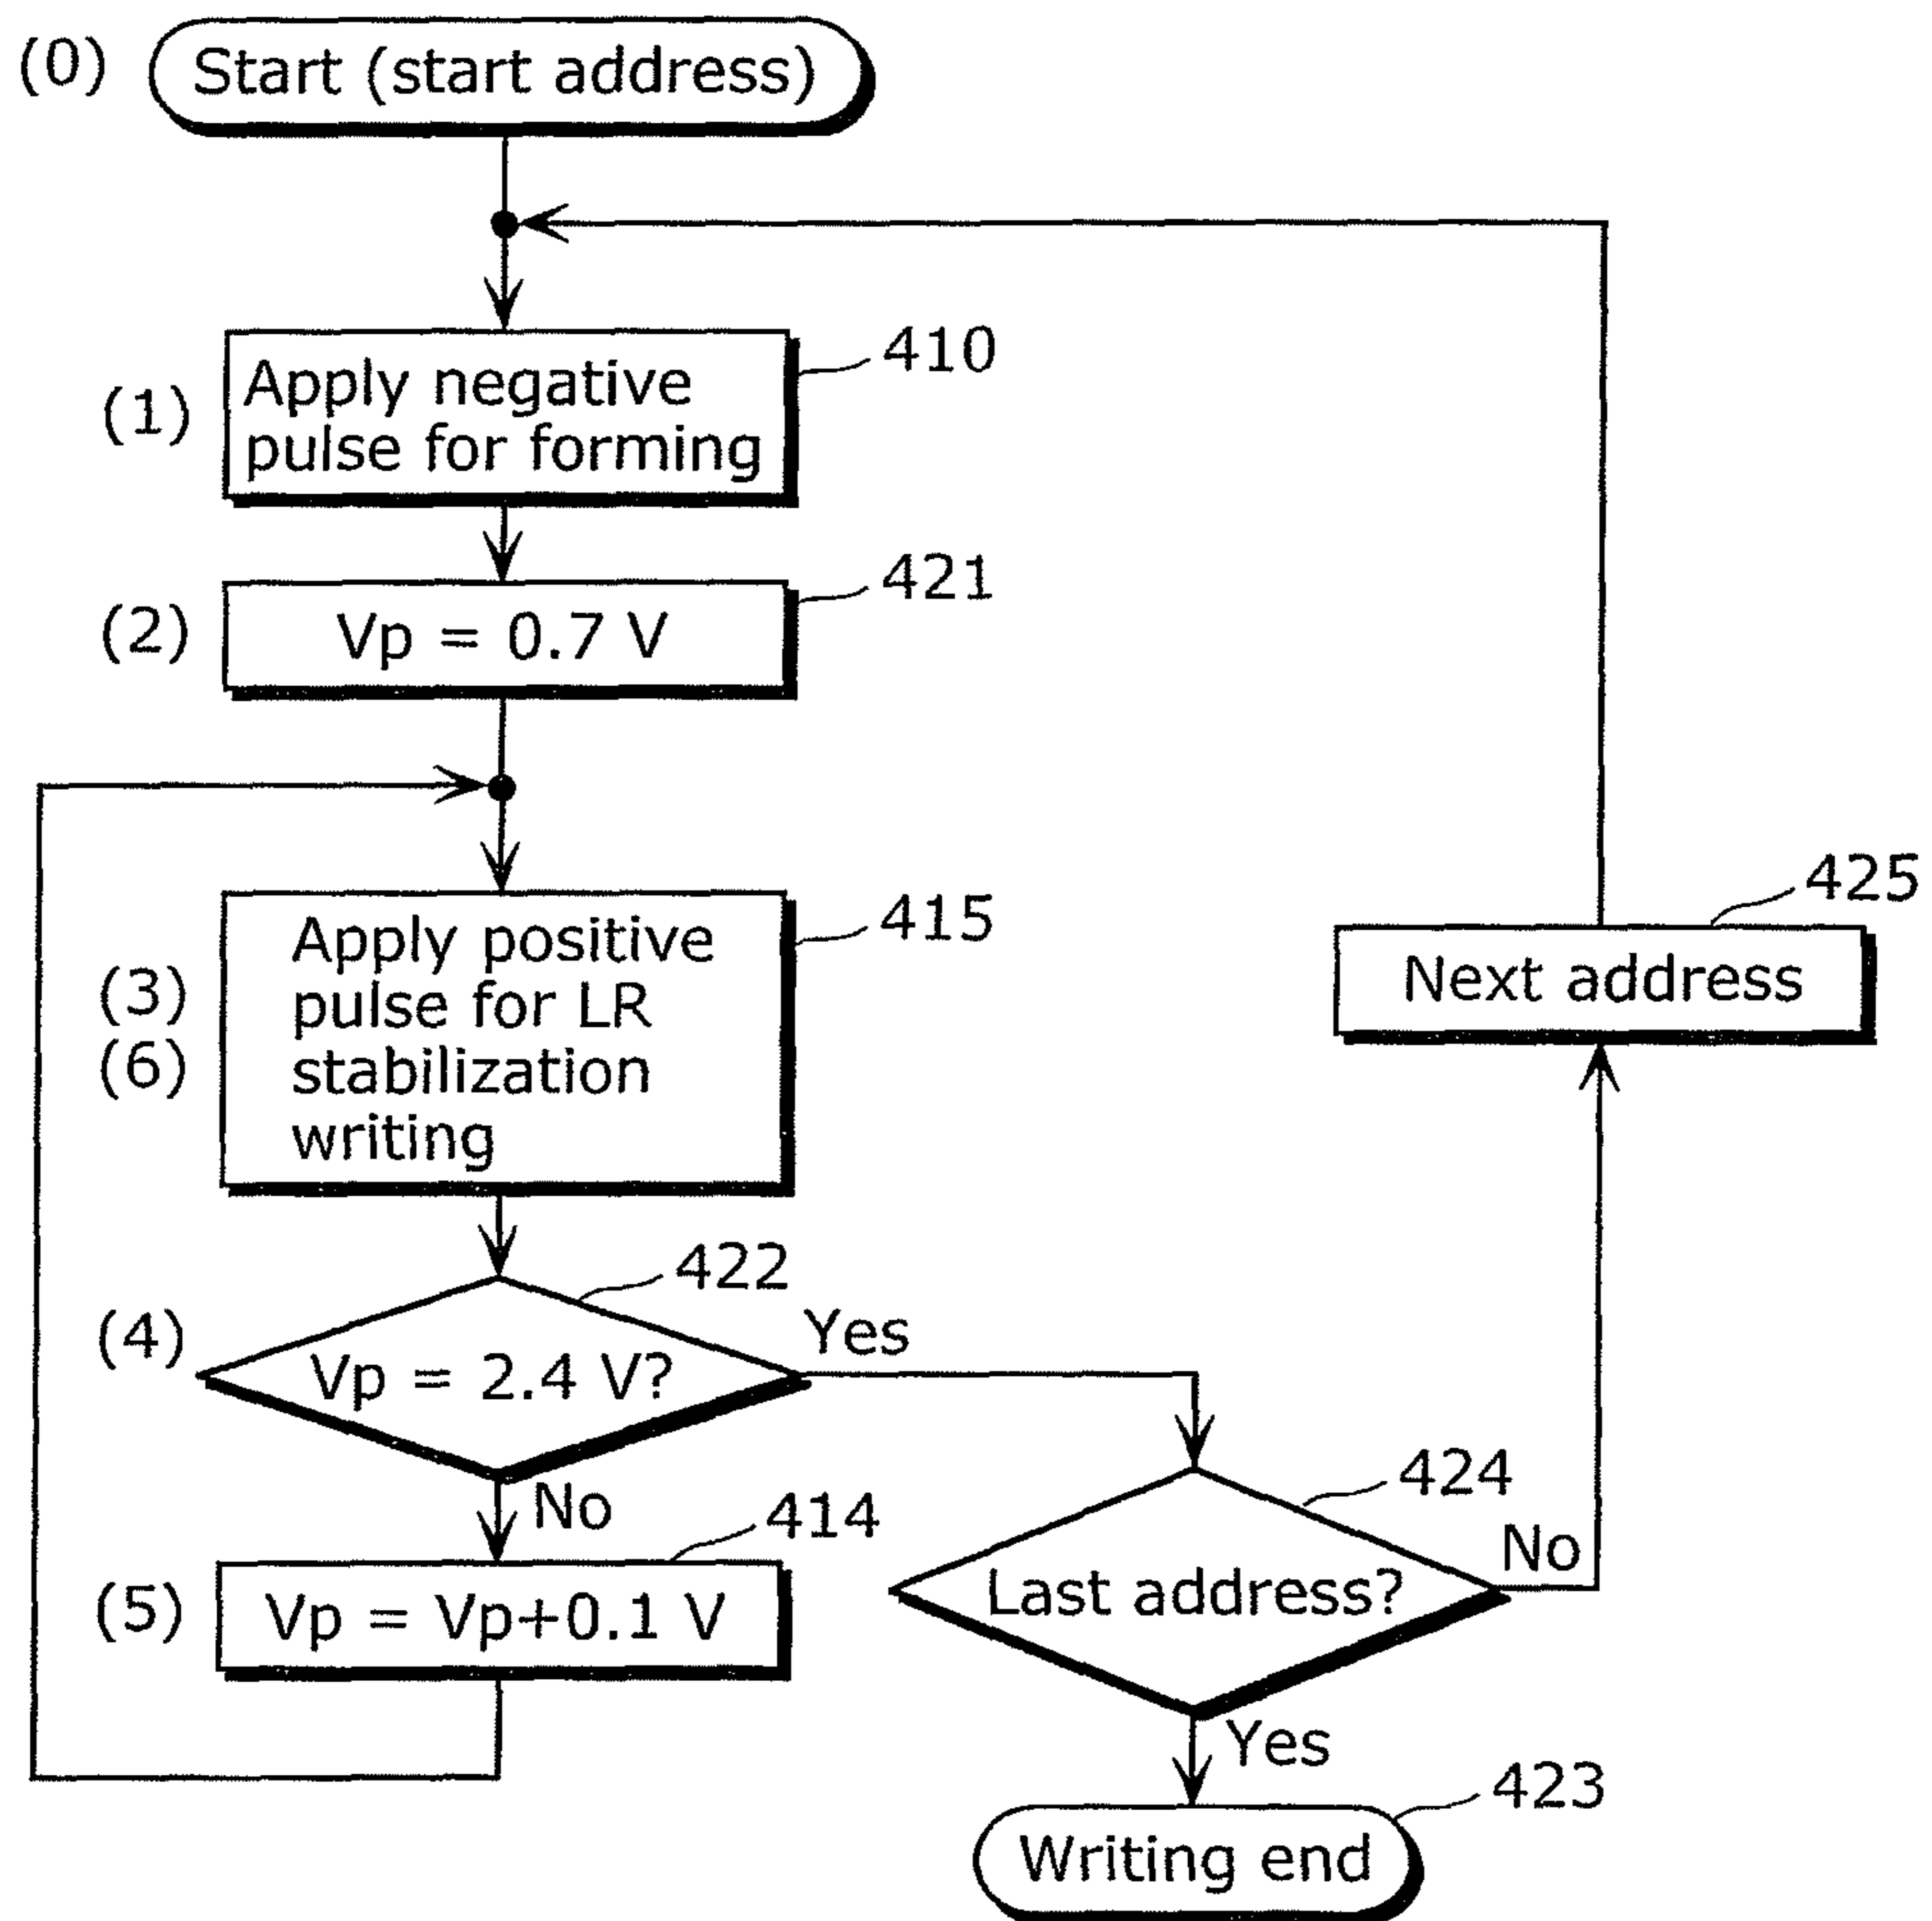 (0)
Start (start address)
(1)
Apply negative
pulse for forming
410
(2)
Vp = 0.7 V
421
(3)
(6)
Apply positive
pulse for LR
stabilization
writing
415
425
Next address
(4)
Vp = 2.4 V?
422
Yes
No
(5)
Vp = Vp+0.1 V
414
424
Last address?
No
Yes
423
Writing end